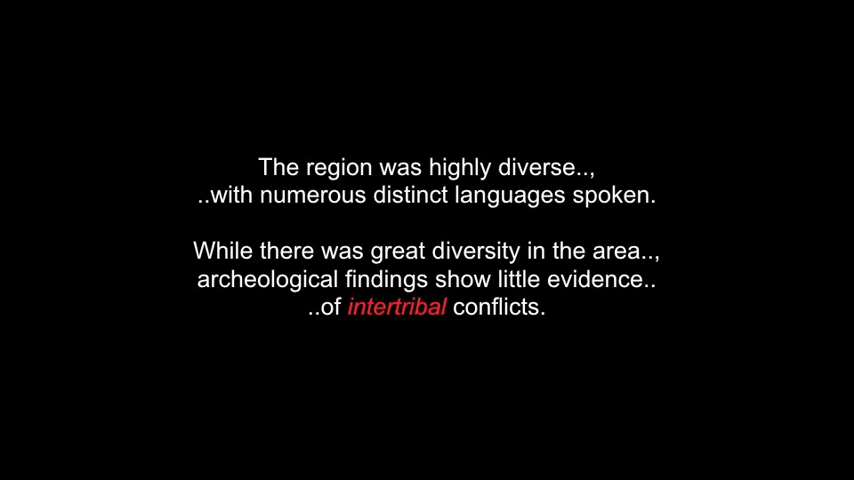 The region was highly diverse..,
..with numerous distinct languages spoken.
While there was great diversity in the area..,
archeological findings show little evidence..
..of intertribal conflicts.